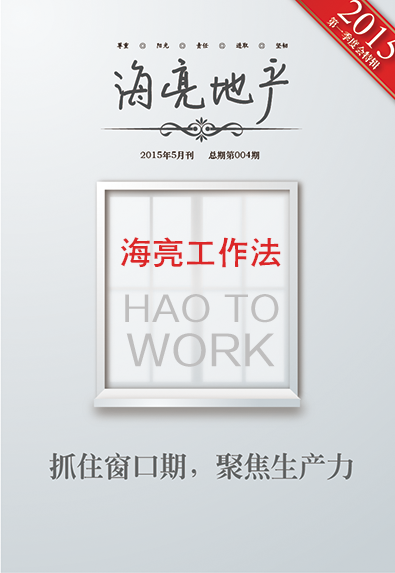 2015
第一季度会特辑
尊重 阳光 责任 进取 坚韧
海亮地产
2015年5月刊 总期第004期
海亮工作法
HAO TO
WORK
抓住窗口期，聚焦生产力